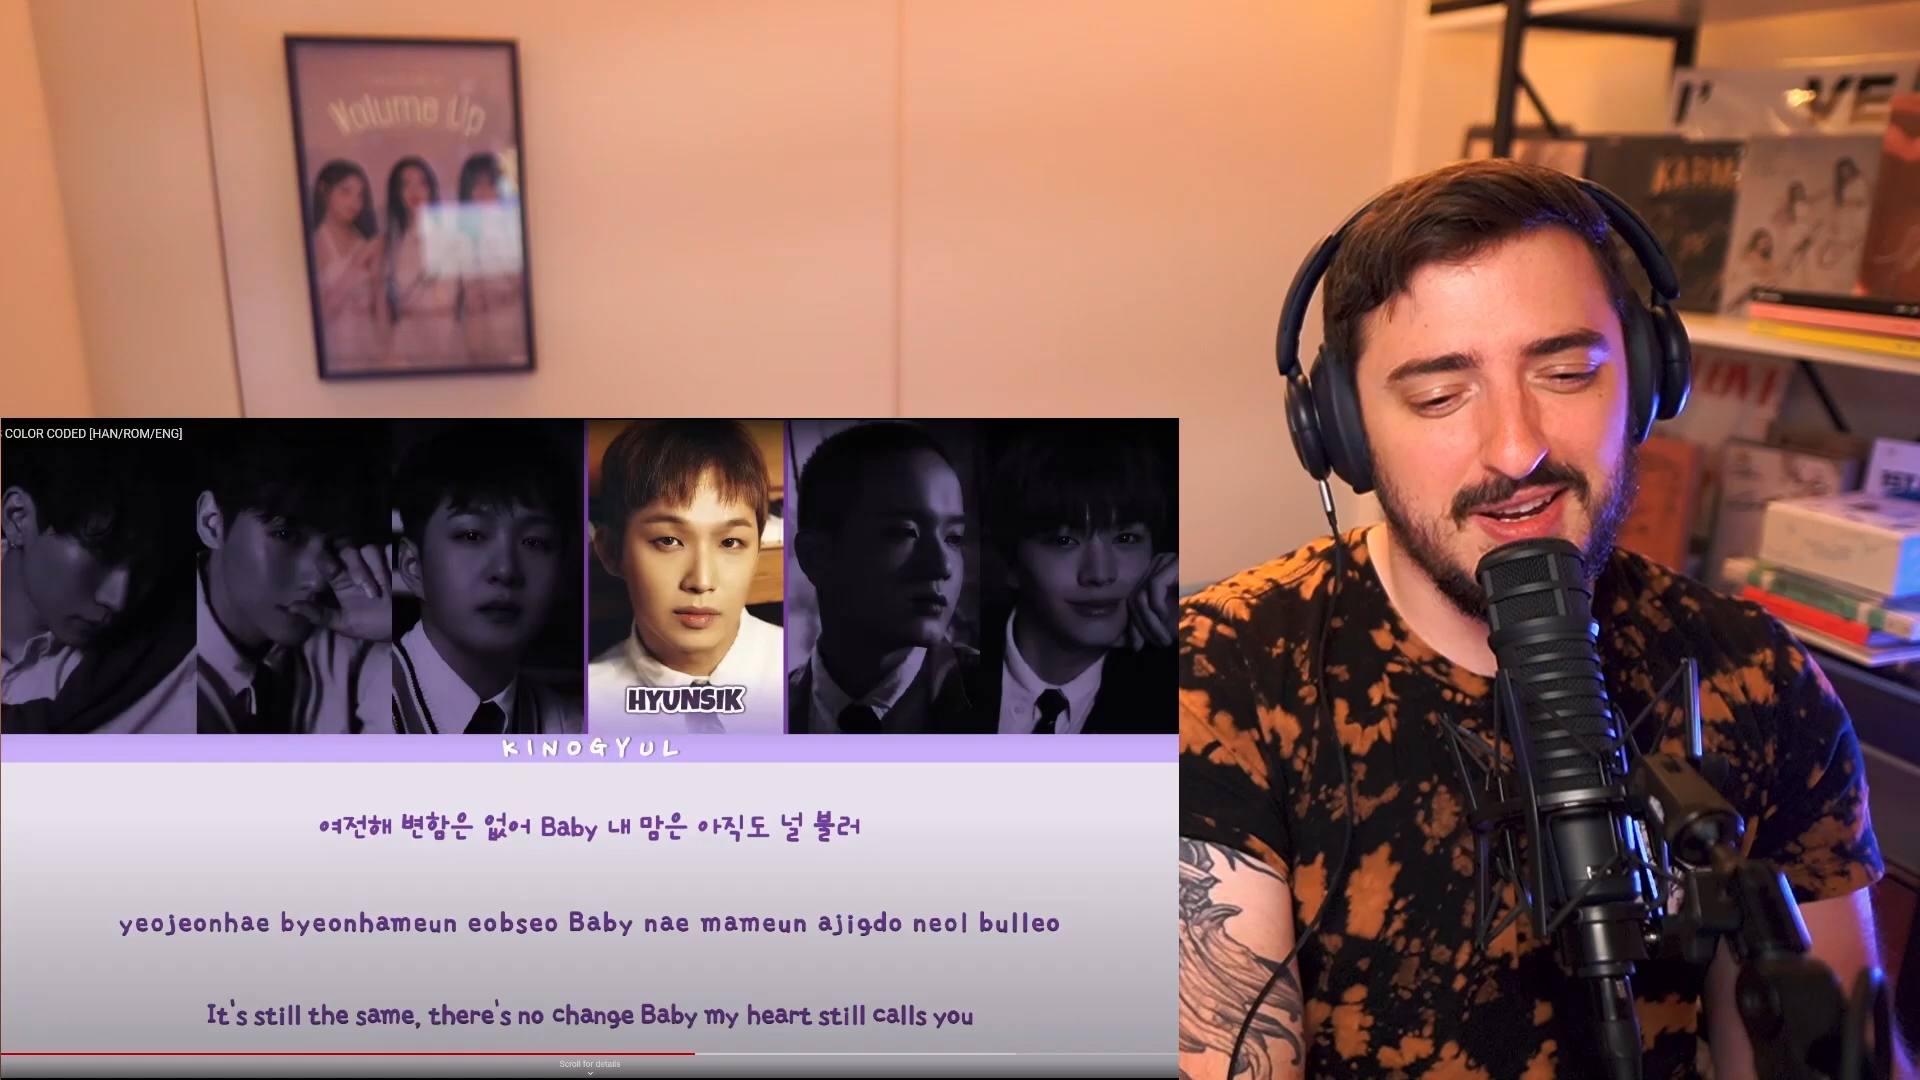 Volume Up
I'VE
KARMA
COLOR CODED [HAN/ROM/ENG]
HYUNSIK
KINOGYUL
여전해 변함은 없어 Baby 내 맘은 아직도 널 불러
yeojeonhae byeonhameun eobseo Baby nae mameun ajigdo neol bulleo
It's still the same, there's no change Baby my heart still calls you
Scroll for details